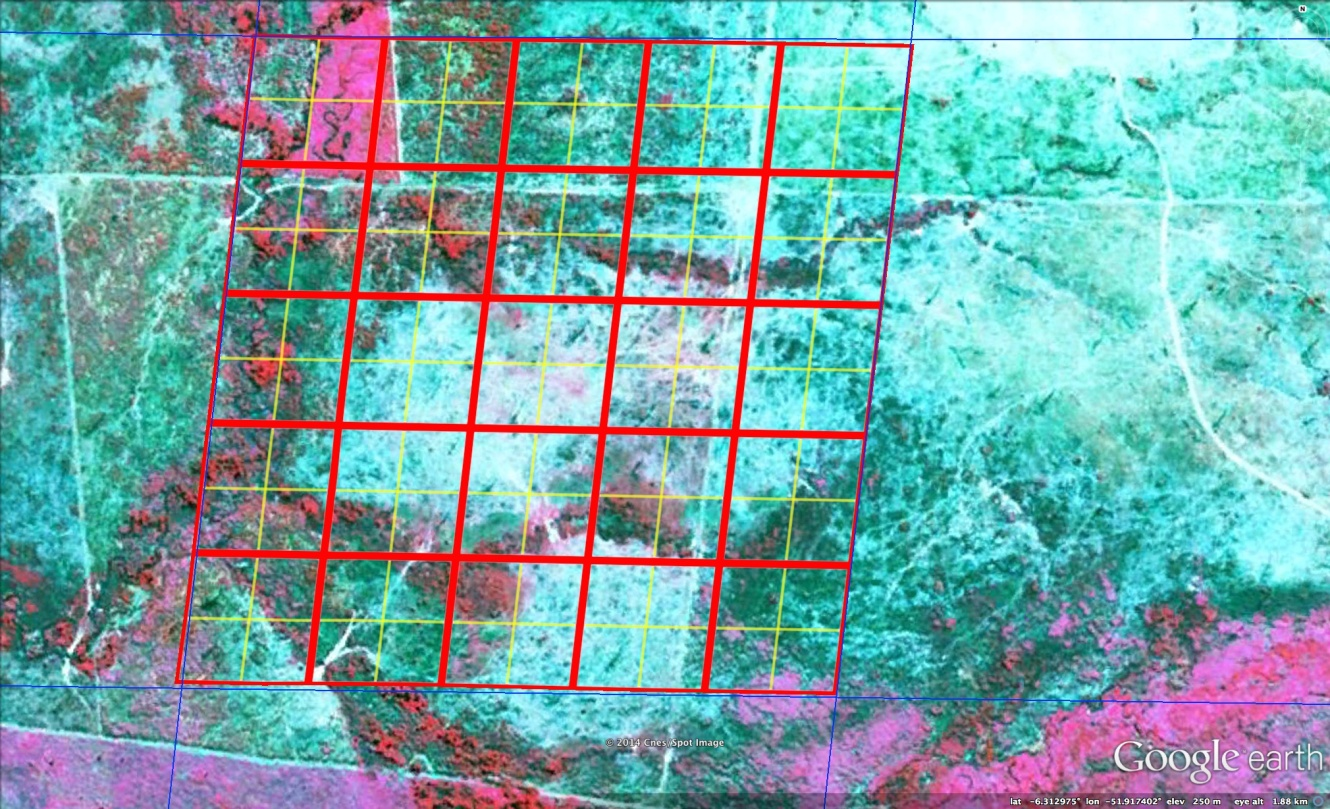 N
© 2014 Cnes/Spot Image
Google earth
lat -6.312975° lon -51.917402° elev 250 m eye alt 1.88 km